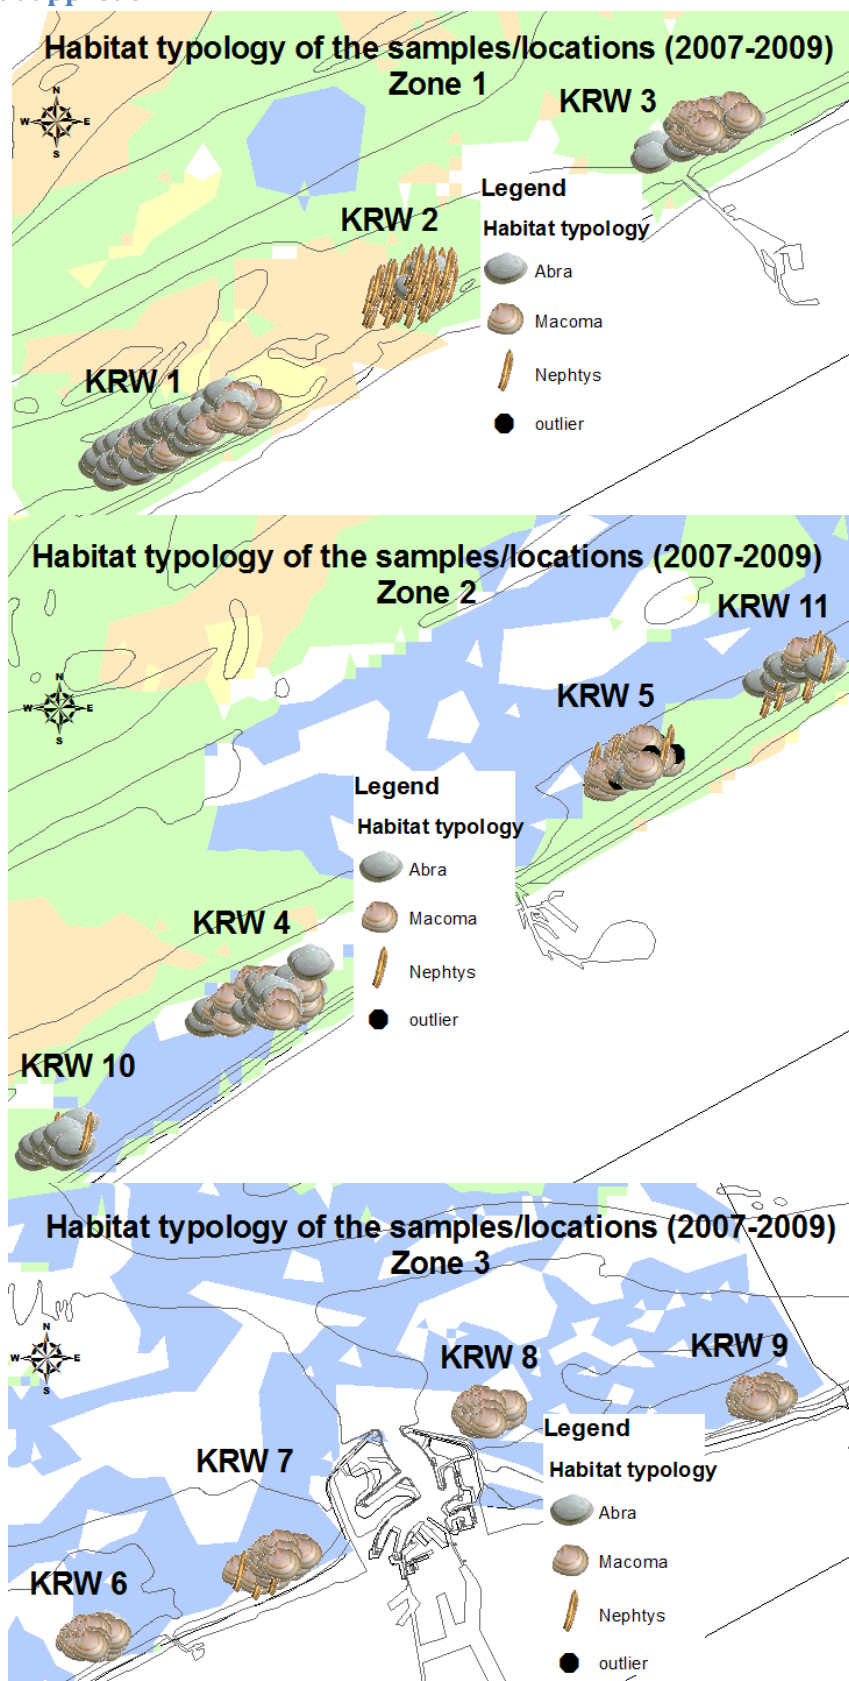 Habitat typology of the samples/locations (2007-2009)
Zone 1
KRW 3
N
W E
S
Legend
KRW 2
Habitat typology
Abra
Macoma
KRW 1
Nephtys
outlier
Habitat typology of the samples/locations (2007-2009)
Zone 2
KRW 11
N
W E
S
KRW 5
Legend
Habitat typology
Abra
KRW 4
Macoma
Nephtys
outlier
KRW 10
Habitat typology of the samples/locations (2007-2009)
Zone 3
N
W E
S
KRW 8
KRW 9
Legend
KRW 7
Habitat typology
Abra
Macoma
KRW 6
Nephtys
outlier